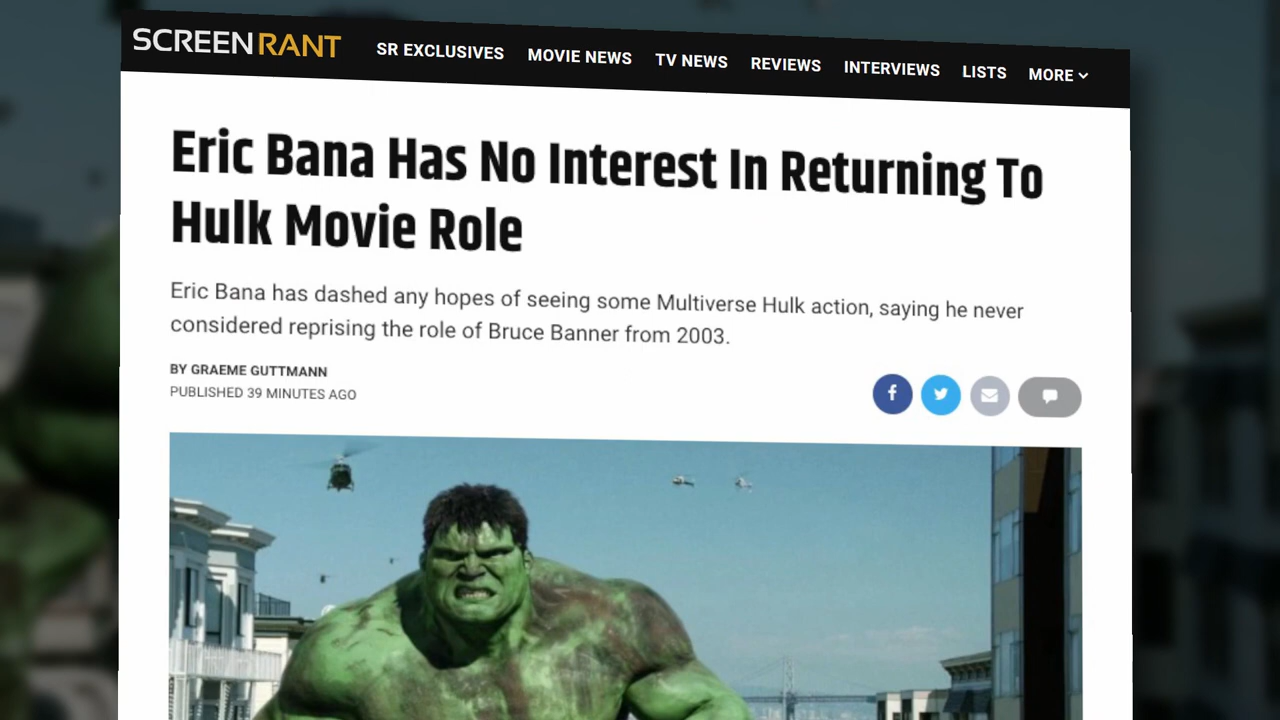 SCREENRANT SR EXCLUSIVES MOVIE NEWS TV NEWS REVIEWS INTERVIEWS LISTS MORE
Eric Bana Has No Interest In Returning To
Hulk Movie Role
Eric Bana has dashed any hopes of seeing some Multiverse Hulk action, saying he never
considered reprising the role of Bruce Banner from 2003.
BY GRAEME GUTTMANN
PUBLISHED 39 MINUTES AGO